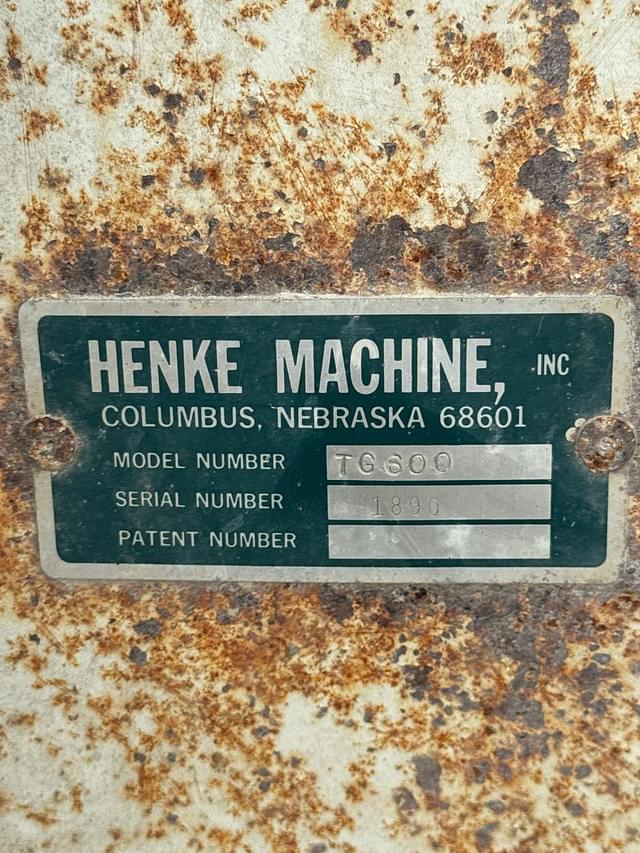 HENKE MACHINE, INC
COLUMBUS, NEBRASKA 68601
MODEL NUMBER TG600
SERIAL NUMBER 1890
PATENT NUMBER